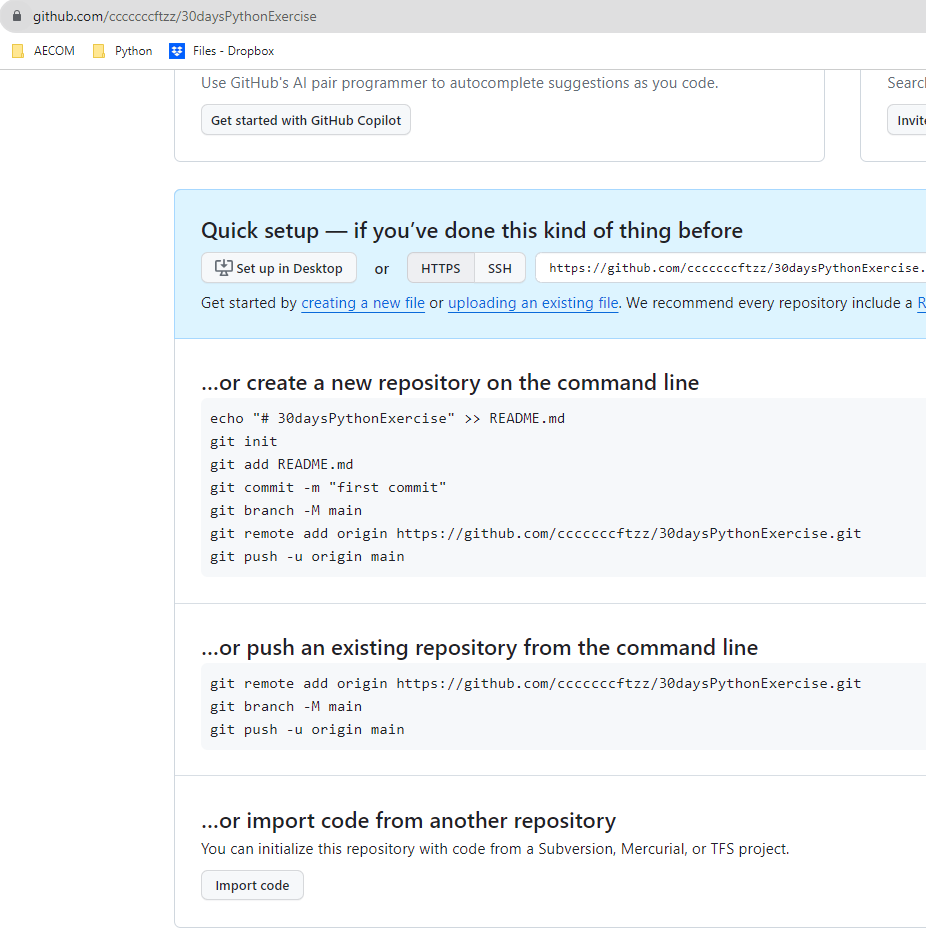 github.com/cccccccftzz/30daysPythonExercise
AECOM Python Files - Dropbox
Use GitHub's AI pair programmer to autocomplete suggestions as you code.
Searc
Get started with GitHub Copilot
Invite
Quick setup — if you've done this kind of thing before
Set up in Desktop or HTTPS SSH https://github.com/cccccccftzz/30daysPythonExercise.
Get started by creating a new file or uploading an existing file. We recommend every repository include a R
...or create a new repository on the command line
echo "# 30daysPythonExercise" >> README.md
git init
git add README.md
git commit -m "first commit"
git branch -M main
git remote add origin https://github.com/cccccccftzz/30daysPythonExercise.git
git push -u origin main
...or push an existing repository from the command line
git remote add origin https://github.com/cccccccftzz/30daysPythonExercise.git
git branch -M main
git push -u origin main
...or import code from another repository
You can initialize this repository with code from a Subversion, Mercurial, or TFS project.
Import code